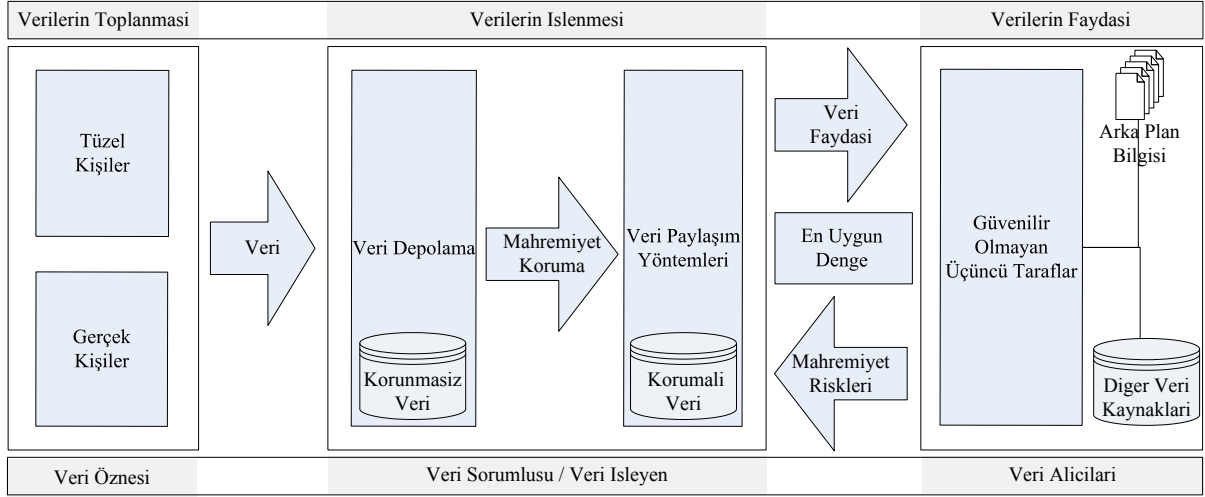 Verilerin Toplanmasi
Verilerin Islenmesi
Verilerin Faydasi
Tüzel
Kişiler
Gerçek
Kişiler
Veri
Veri Depolama
Korunmasiz
Veri
Mahremiyet
Koruma
Veri Paylaşım
Yöntemleri
Korumali
Veri
Veri
Faydasi
En Uygun
Denge
Mahremiyet
Riskleri
Güvenilir
Olmayan
Üçüncü Taraflar
Arka Plan
Bilgisi
Diger Veri
Kaynaklari
Veri Öznesi
Veri Sorumlusu / Veri Isleyen
Veri Alicilari